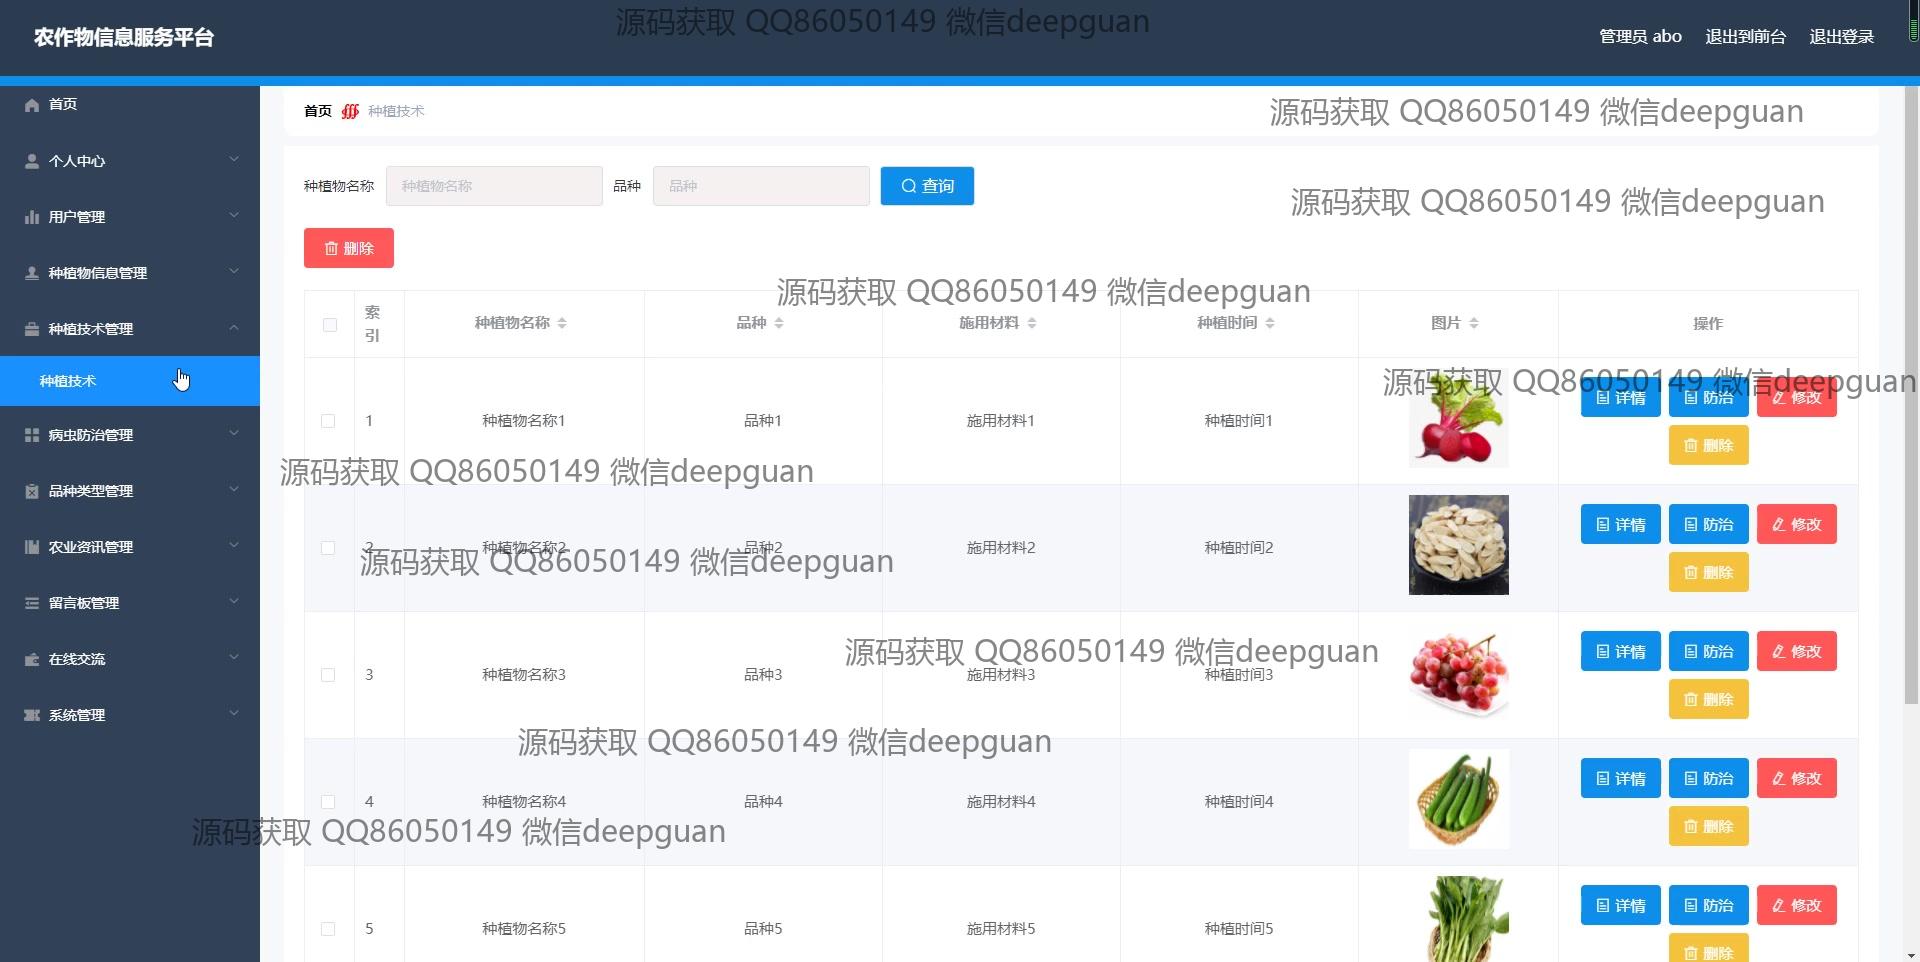 源码获取 QQ86050149 微信deepguan
农作物信息服务平台
管理员 abo
退出到前台
退出登录
首页
个人中心
用户管理
种植物信息管理
种植技术管理
种植技术
病虫防治管理
品种类型管理
农业资讯管理
留言板管理
在线交流
系统管理
首页
种植技术
源码获取 QQ86050149 微信deepguan
种植物名称
种植物名称
品种
品种
查询
源码获取 QQ86050149 微信deepguan
删除
源码获取 QQ86050149 微信deepguan
索引
种植物名称
品种
施用材料
种植时间
图片
操作
源码获取 QQ86050149 微信deepguan
1
种植物名称1
品种1
施用材料1
种植时间1
详情
防治
修改
删除
源码获取 QQ86050149 微信deepguan
2
种植物名称2
品种2
施用材料2
种植时间2
详情
防治
修改
删除
源码获取 QQ86050149 微信deepguan
3
种植物名称3
品种3
施用材料3
种植时间3
详情
防治
修改
删除
源码获取 QQ86050149 微信deepguan
源码获取 QQ86050149 微信deepguan
4
种植物名称4
品种4
施用材料4
种植时间4
详情
防治
修改
删除
源码获取 QQ86050149 微信deepguan
5
种植物名称5
品种5
施用材料5
种植时间5
详情
防治
修改
删除